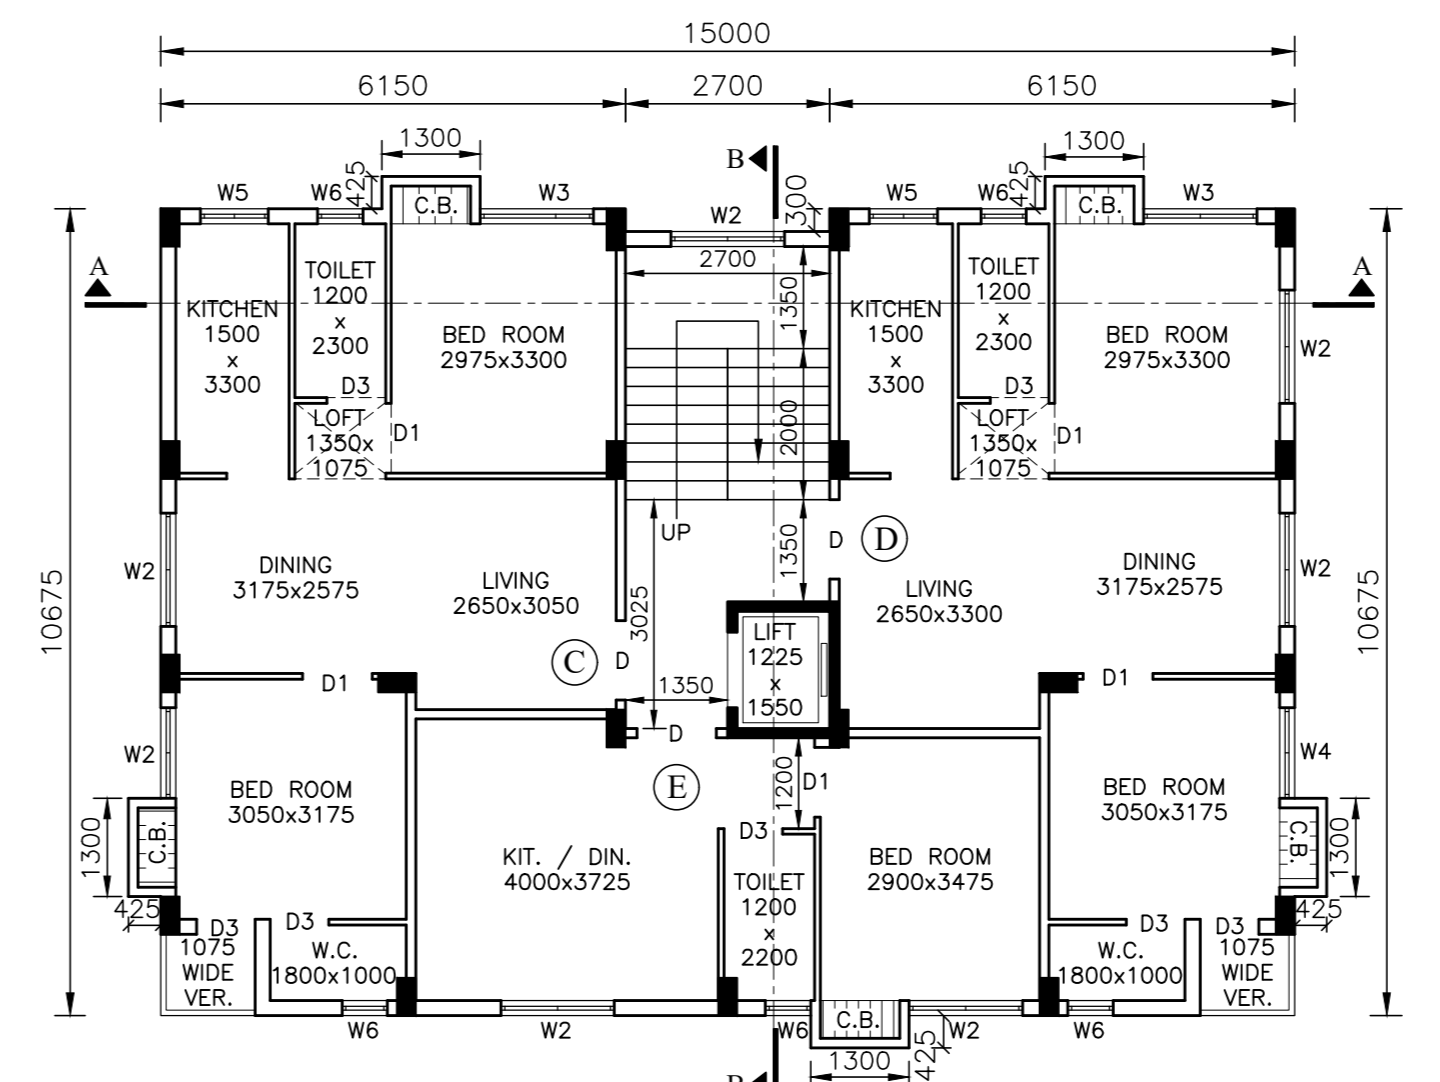 15000
6150 2700 6150
1300 B 1300
425 425
W5 W6 C.B. W3 W2 300 W5 W6 C.B. W3
2700
A A
TOILET
1200
x
2300
TOILET
1200
x
2300
KITCHEN
1500
x
3300
BED ROOM
2975x3300
1350
KITCHEN
1500
x
3300
BED ROOM
2975x3300
W2
D3 D3
LOFT
1350x
1075
D1
2000
LOFT
1350x
1075
D1
UP
1350
D D
10675
W2
DINING
3175x2575
LIVING
2650x3050
3025
LIVING
2650x3300
DINING
3175x2575
W2
10675
C D
LIFT
1225
x
1550
D1 1350 D1
D
W2 W4
E
1200 D1
BED ROOM
3050x3175
BED ROOM
3050x3175
1300 C.B.
D3
C.B. 1300
KIT. / DIN.
4000x3725
TOILET
1200
x
2200
BED ROOM
2900x3475
425 425
D3 D3 D3 D3
1075
WIDE
VER.
W.C.
1800x1000
W.C.
1800x1000
1075
WIDE
VER.
W6 W2 W6 C.B. W2 W6
425
1300
B